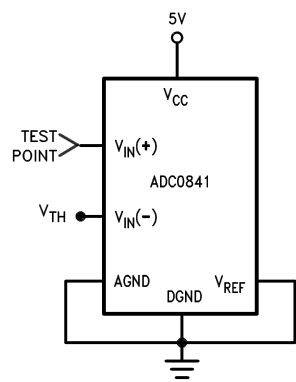 5V
VCC
TEST
POINT
VIN(+)
ADC0841
VTH
VIN(-)
AGND
VREF
DGND